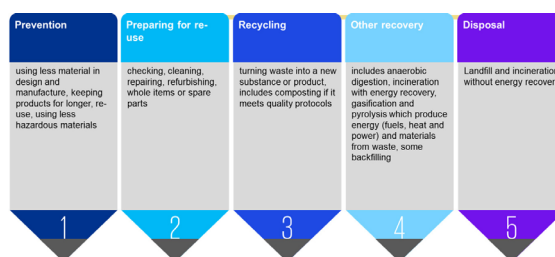 Prevention
using less material in
design and
manufacture, keeping
products for longer, re-
use, using less
hazardous materials
1
Preparing for re-
use
checking, cleaning,
repairing, refurbishing,
whole items or spare
parts
2
Recycling
turning waste into a new
substance or product,
includes composting if it
meets quality protocols
3
Other recovery
includes anaerobic
digestion, incineration
with energy recovery,
gasification and
pyrolysis which produce
energy (fuels, heat and
power) and materials
from waste, some
backfilling
4
Disposal
Landfill and incineration
without energy recover
5